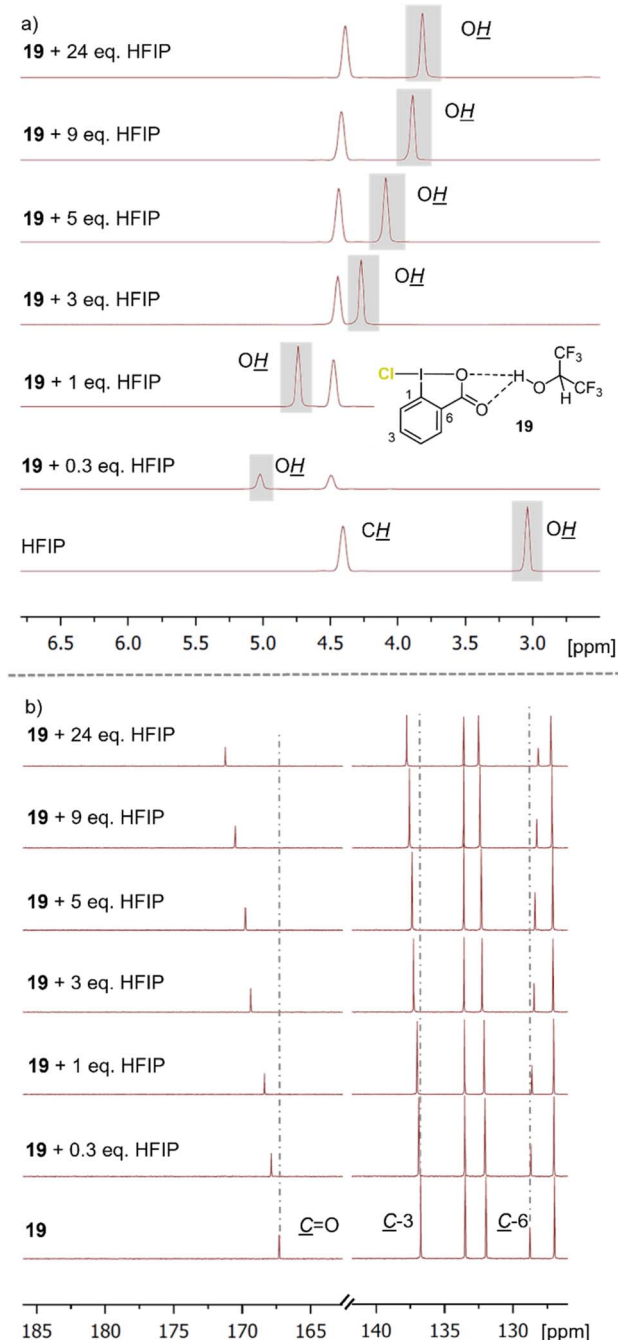 a)
19 + 24 eq. HFIP
OH
19 + 9 eq. HFIP
OH
19 + 5 eq. HFIP
OH
19 + 3 eq. HFIP
OH
19 + 1 eq. HFIP
OH
Cl
I
O
1
6
3
O
H
O
H
CF3
CF3
19
19 + 0.3 eq. HFIP
OH
HFIP
CH
OH
6.5 6.0 5.5 5.0 4.5 4.0 3.5 3.0 [ppm]
b)
19 + 24 eq. HFIP
19 + 9 eq. HFIP
19 + 5 eq. HFIP
19 + 3 eq. HFIP
19 + 1 eq. HFIP
19 + 0.3 eq. HFIP
19
C=O
C-3
C-6
185 180 175 170 165 140 135 130 [ppm]